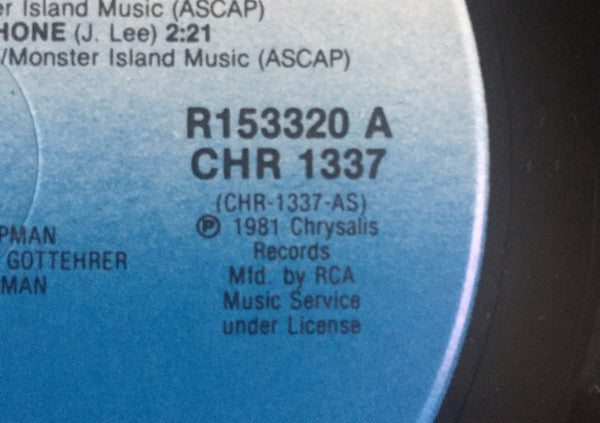 Island Music (ASCAP)
(J. Lee) 2:21
/Monster Island Music (ASCAP)
R153320 A
CHR 1337
(CHR-1337-AS)
℗ 1981 Chrysalis
Records
Mfd. by RCA
Music Service
under License
PMAN
GOTTEHRER
MAN